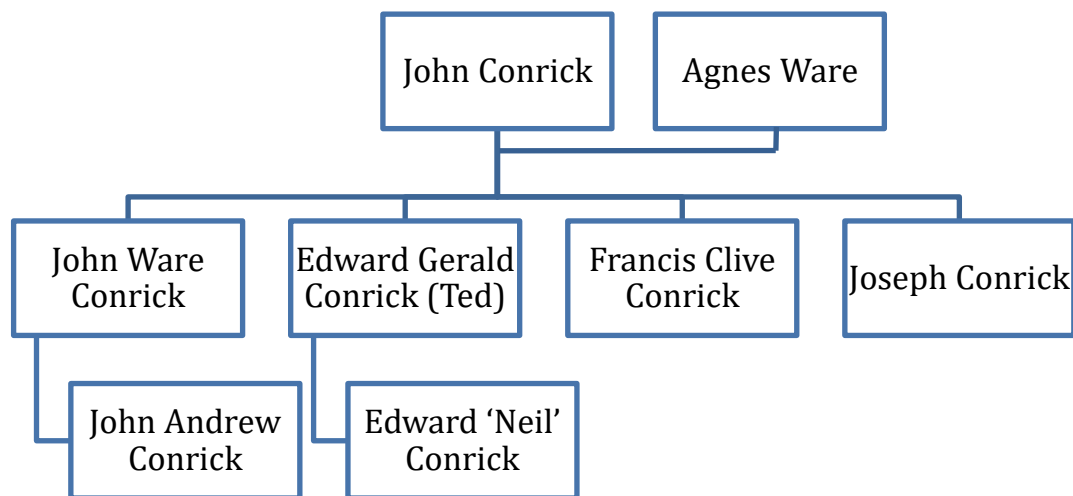 John Conrick
Agnes Ware
John Ware
Conrick
Edward Gerald
Conrick (Ted)
Francis Clive
Conrick
Joseph Conrick
John Andrew
Conrick
Edward ‘Neil’
Conrick